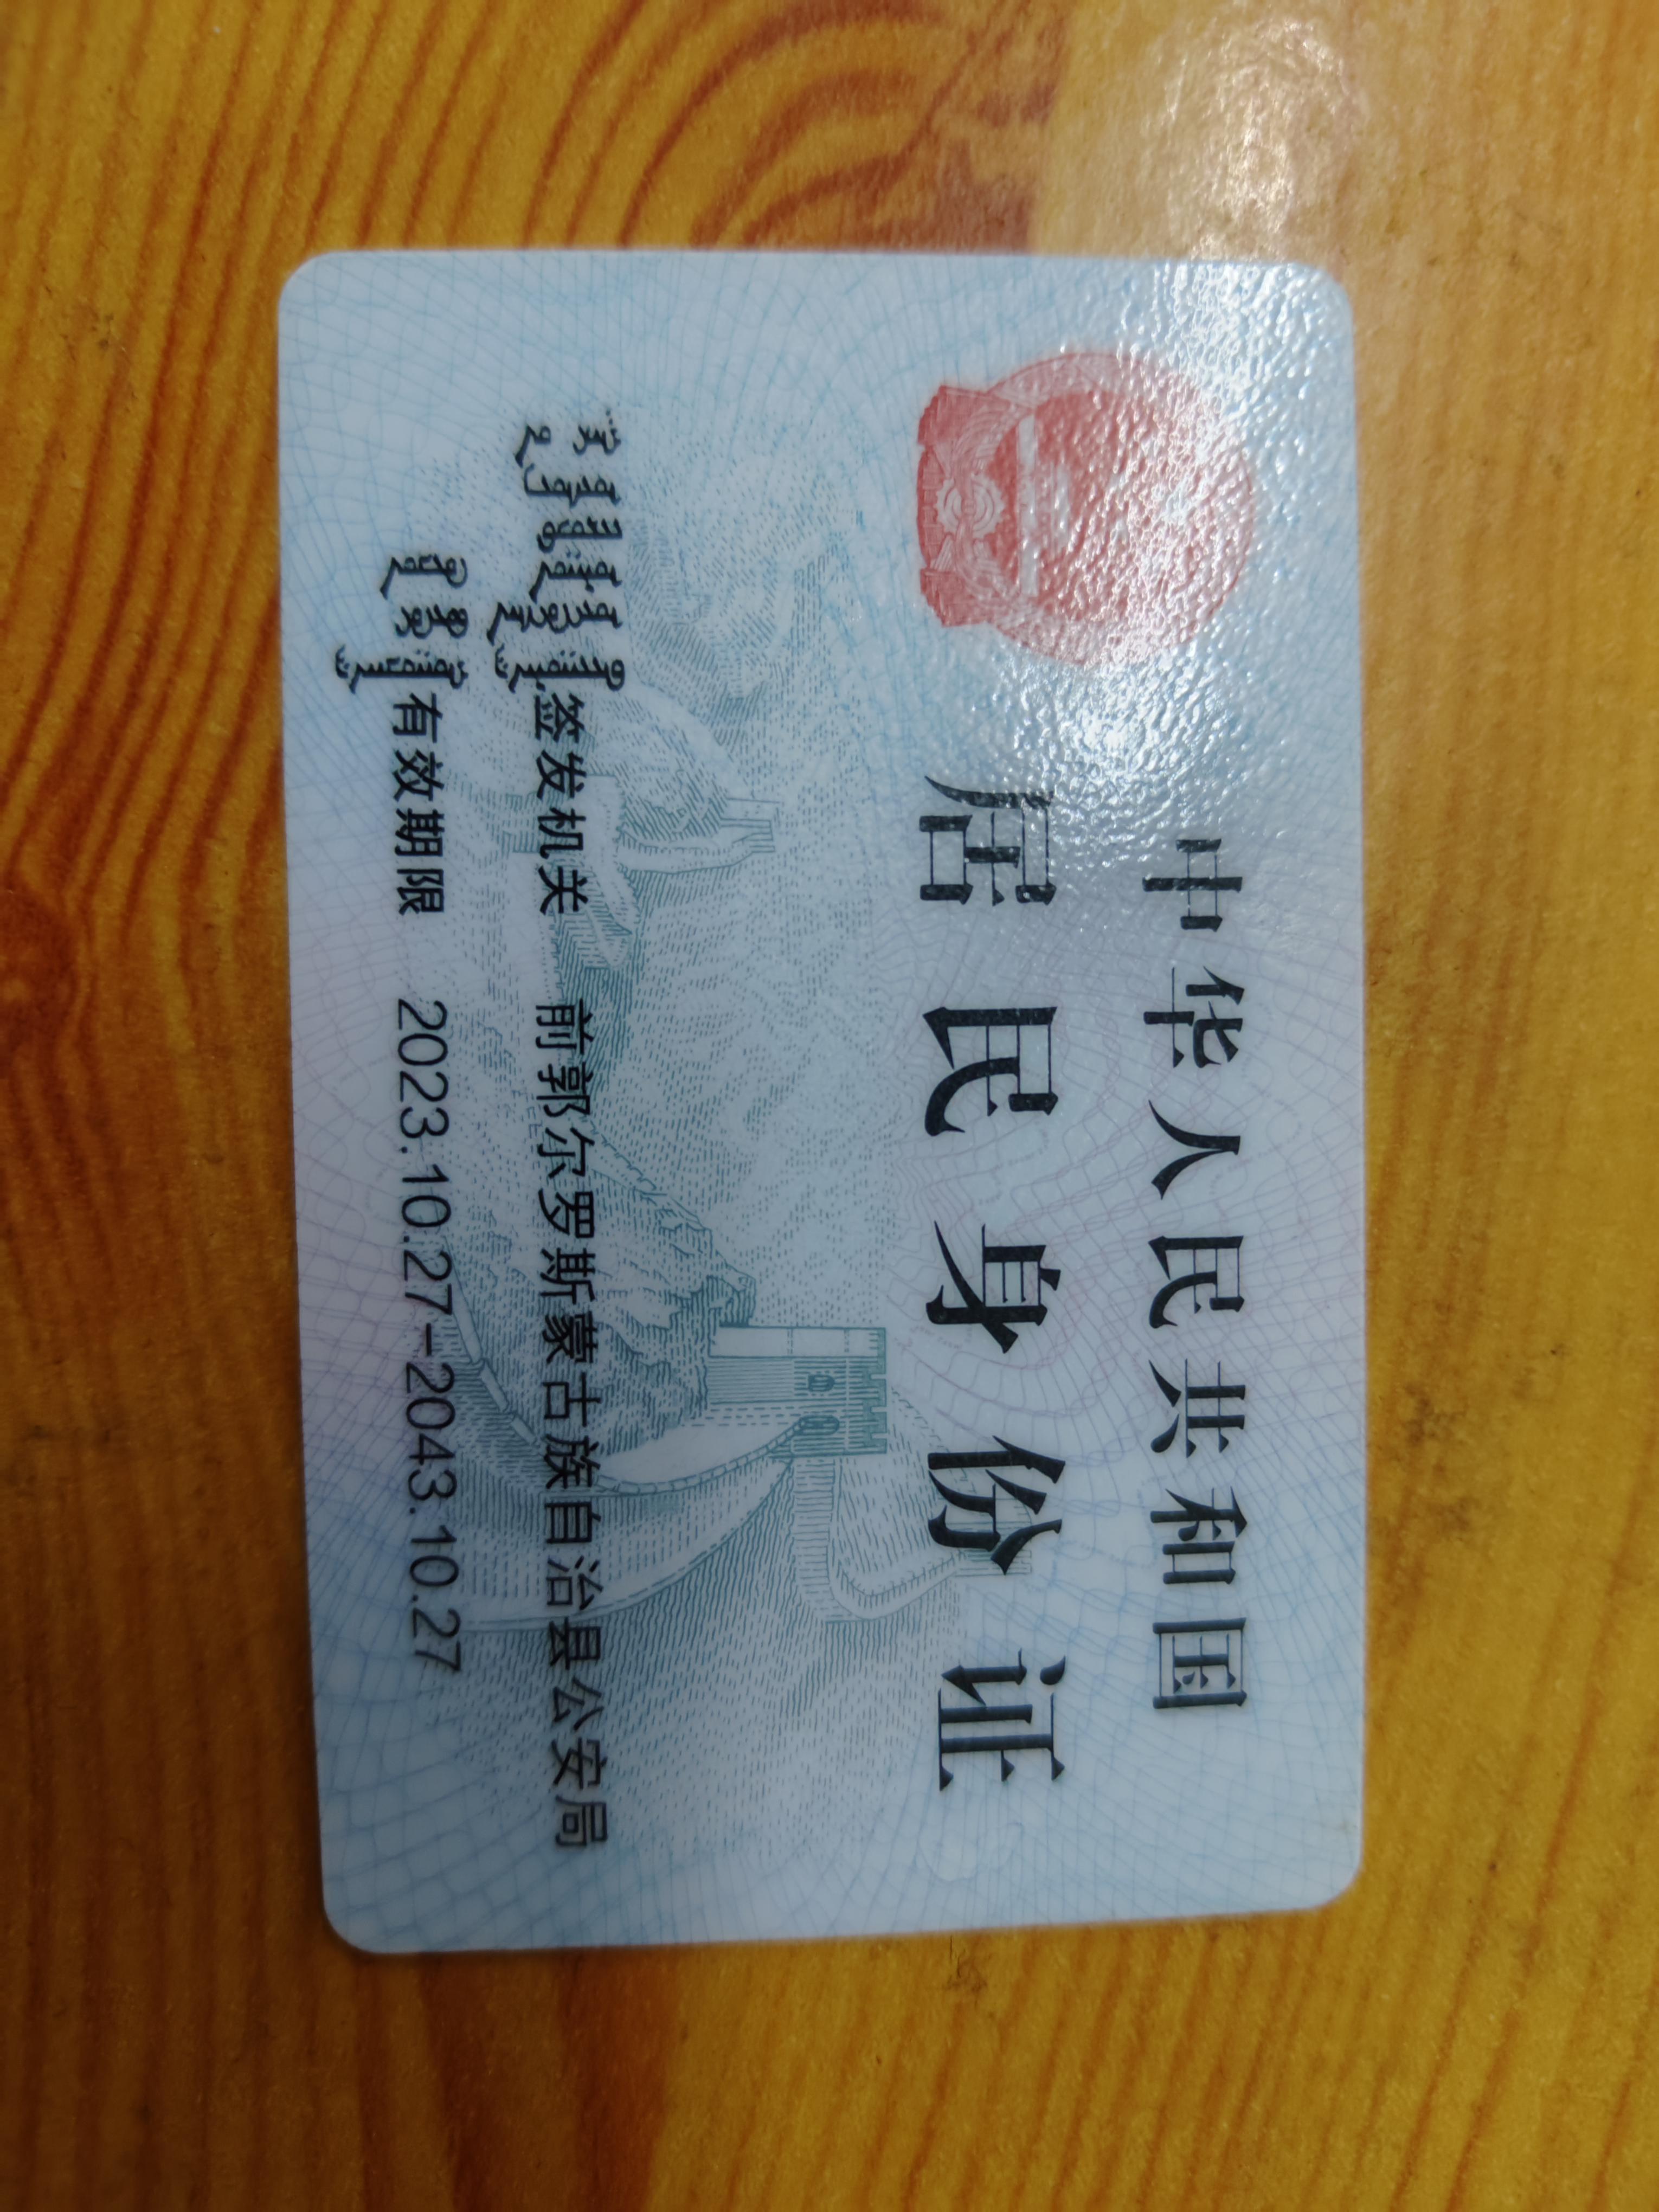 中华人民共和国
居民身份证
签发机关 前郭尔罗斯蒙古族自治县公安局
有效期限 2023.10.27-2043.10.27